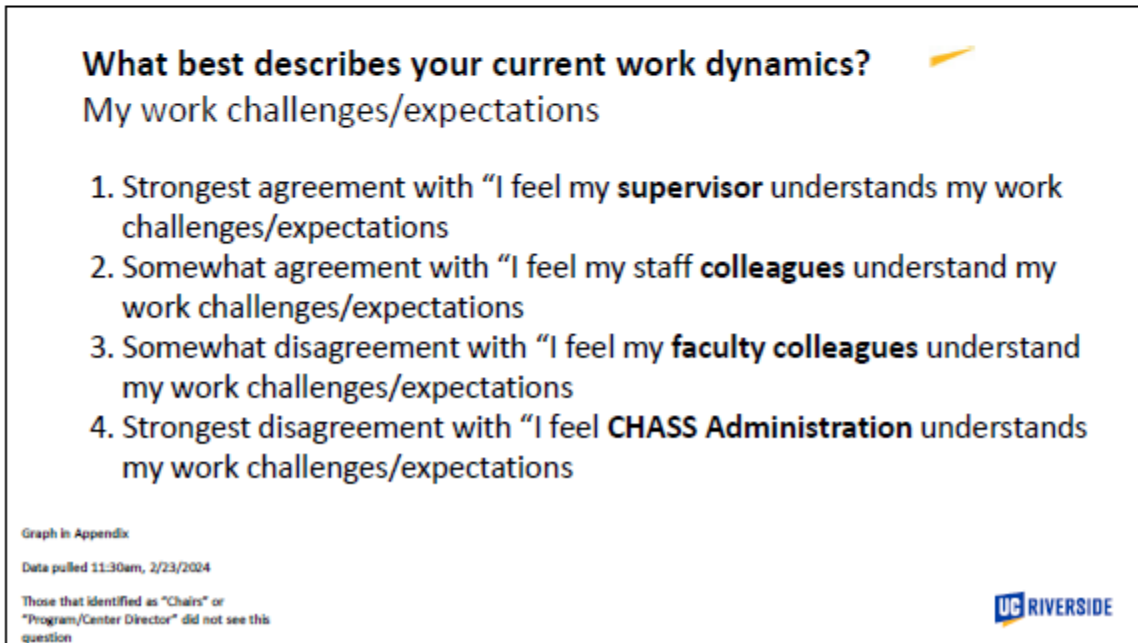 What best describes your current work dynamics?
My work challenges/expectations
1. Strongest agreement with “I feel my supervisor understands my work
challenges/expectations
2. Somewhat agreement with “I feel my staff colleagues understand my
work challenges/expectations
3. Somewhat disagreement with “I feel my faculty colleagues understand
my work challenges/expectations
4. Strongest disagreement with “I feel CHASS Administration understands
my work challenges/expectations
Graph in Appendix
Data pulled 11:30am, 2/23/2024
Those that identified as “Chairs” or
“Program/Center Director” did not see this
question
UC RIVERSIDE